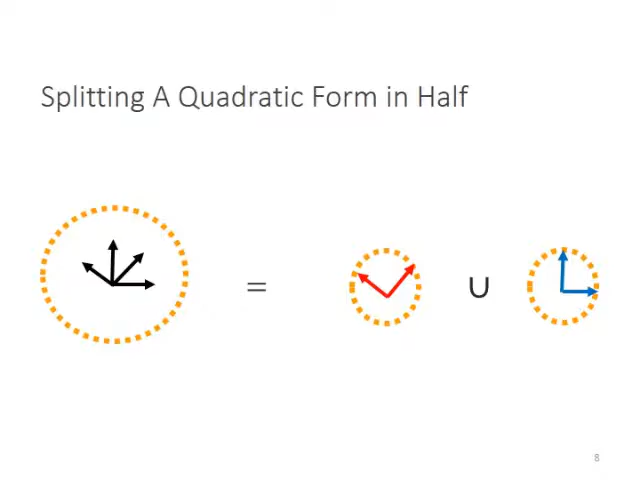 Splitting A Quadratic Form in Half
= ∪
8